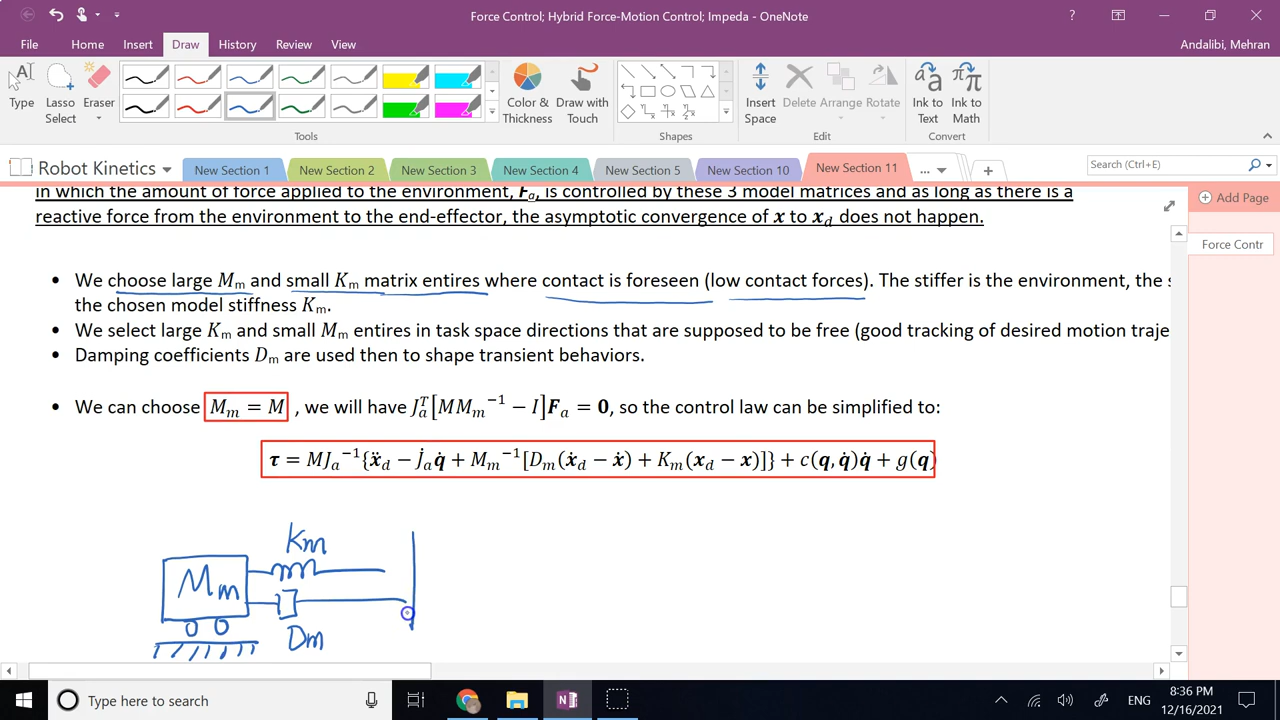 Force Control; Hybrid Force-Motion Control; Impeda - OneNote
Andalibi, Mehran
File Home Insert Draw History Review View
Type
Lasso Select
Eraser
Color & Thickness
Draw with Touch
Insert Space
Delete
Arrange
Rotate
Ink to Text
Ink to Math
Tools
Shapes
Edit
Convert
Robot Kinetics
New Section 1
New Section 2
New Section 3
New Section 4
New Section 5
New Section 10
New Section 11
...
Search (Ctrl+E)
Add Page
Force Contr
in which the amount of force applied to the environment, Fₐ, is controlled by these 3 model matrices and as long as there is a
reactive force from the environment to the end-effector, the asymptotic convergence of x to x_d does not happen.
• We choose large Mₘ and small Kₘ matrix entires where contact is foreseen (low contact forces). The stiffer is the environment, the s
the chosen model stiffness Kₘ.
• We select large Kₘ and small Mₘ entires in task space directions that are supposed to be free (good tracking of desired motion traje
• Damping coefficients Dₘ are used then to shape transient behaviors.
• We can choose Mₘ = M , we will have Jₐᵀ[MMₘ⁻¹ − I]Fₐ = 0, so the control law can be simplified to:
τ = MJₐ⁻¹{ẍ_d − J̇ₐq̇ + Mₘ⁻¹[Dₘ(ẋ_d − ẋ) + Kₘ(x_d − x)]} + c(q, q̇)q̇ + g(q)
Km
Mm
Dm
Type here to search
ENG
8:36 PM
12/16/2021